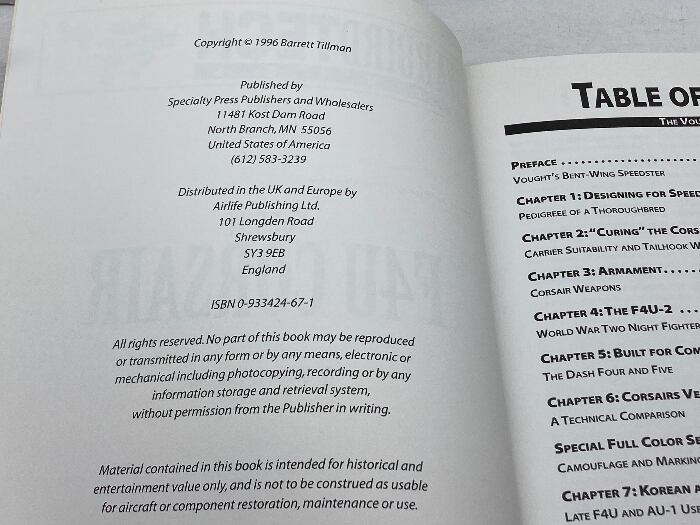 Copyright © 1996 Barrett Tillman
Published by
Specialty Press Publishers and Wholesalers
11481 Kost Dam Road
North Branch, MN 55056
United States of America
(612) 583-3239
Distributed in the UK and Europe by
Airlife Publishing Ltd.
101 Longden Road
Shrewsbury
SY3 9EB
England
ISBN 0-933424-67-1
All rights reserved. No part of this book may be reproduced
or transmitted in any form or by any means, electronic or
mechanical including photocopying, recording or by any
information storage and retrieval system,
without permission from the Publisher in writing.
Material contained in this book is intended for historical and
entertainment value only, and is not to be construed as usable
for aircraft or component restoration, maintenance or use.
TABLE OF
THE VOU
PREFACE ....................
VOUGHT'S BENT-WING SPEEDSTER
CHAPTER 1: DESIGNING FOR SPEED
PEDIGREEE OF A THOROUGHBRED
CHAPTER 2: "CURING" THE CORS
CARRIER SUITABILITY AND TAILHOOK W
CHAPTER 3: ARMAMENT.....
CORSAIR WEAPONS
CHAPTER 4: THE F4U-2 ...
WORLD WAR TWO NIGHT FIGHTER
CHAPTER 5: BUILT FOR COM
THE DASH FOUR AND FIVE
CHAPTER 6: CORSAIRS VE
A TECHNICAL COMPARISON
SPECIAL FULL COLOR SE
CAMOUFLAGE AND MARKING
CHAPTER 7: KOREAN A
LATE F4U AND AU-1 USE